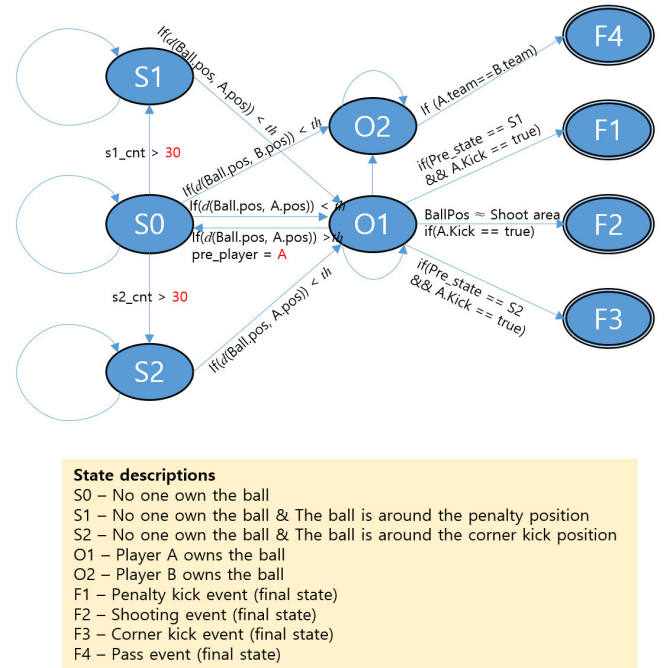 If(d(Ball.pos, A.pos)) < th
S1
F4
If (A.team==B.team)
O2
F1
if(Pre_state == S1
&& A.Kick == true)
s1_cnt > 30
If(d(Ball.pos, B.pos)) < th
If(d(Ball.pos, A.pos)) < th
S0
O1
BallPos ≈ Shoot area
if(A.Kick == true)
F2
If(d(Ball.pos, A.pos)) >th
pre_player = A
s2_cnt > 30
If(d(Ball.pos, A.pos)) < th
if(Pre_state == S2
&& A.Kick == true)
F3
S2
State descriptions
S0 – No one own the ball
S1 – No one own the ball & The ball is around the penalty position
S2 – No one own the ball & The ball is around the corner kick position
O1 – Player A owns the ball
O2 – Player B owns the ball
F1 – Penalty kick event (final state)
F2 – Shooting event (final state)
F3 – Corner kick event (final state)
F4 – Pass event (final state)